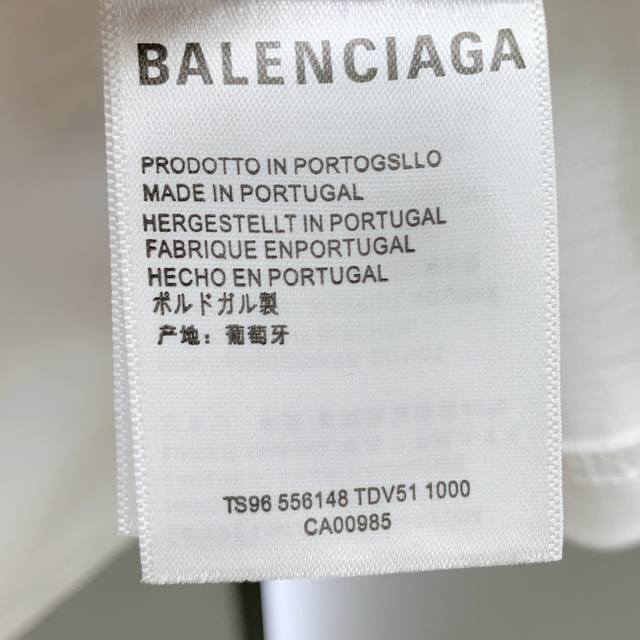 BALENCIAGA
PRODOTTO IN PORTOGSLLO
MADE IN PORTUGAL
HERGESTELLT IN PORTUGAL
FABRIQUE ENPORTUGAL
HECHO EN PORTUGAL
ポルドガル製
产地：葡萄牙
TS96 556148 TDV51 1000
CA00985